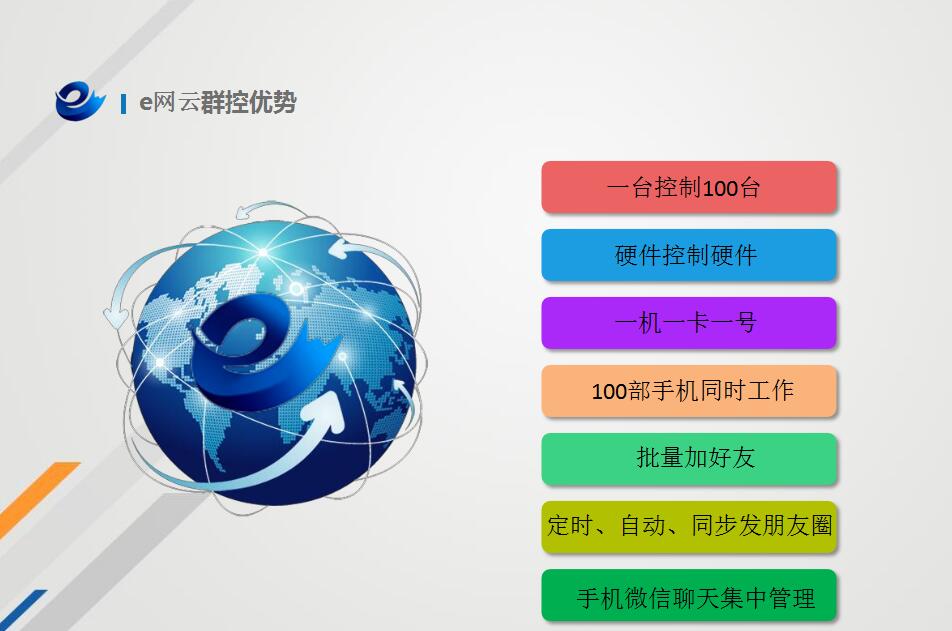 e网云群控优势
一台控制100台
硬件控制硬件
一机一卡一号
100部手机同时工作
批量加好友
定时、自动、同步发朋友圈
手机微信聊天集中管理